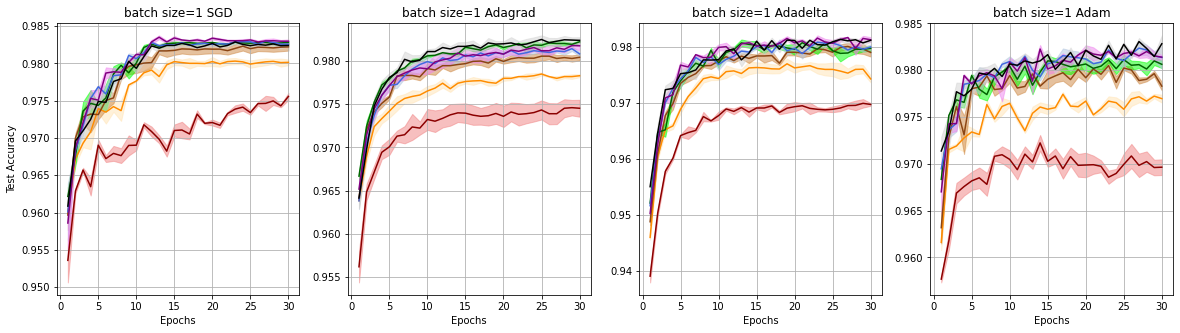 batch size=1 SGD
0.985
0.980
0.975
0.970
0.965
0.960
0.955
0.950
Test Accuracy
0 5 10 15 20 25 30
Epochs
batch size=1 Adagrad
0.980
0.975
0.970
0.965
0.960
0.955
0 5 10 15 20 25 30
Epochs
batch size=1 Adadelta
0.98
0.97
0.96
0.95
0.94
0 5 10 15 20 25 30
Epochs
batch size=1 Adam
0.985
0.980
0.975
0.970
0.965
0.960
0 5 10 15 20 25 30
Epochs